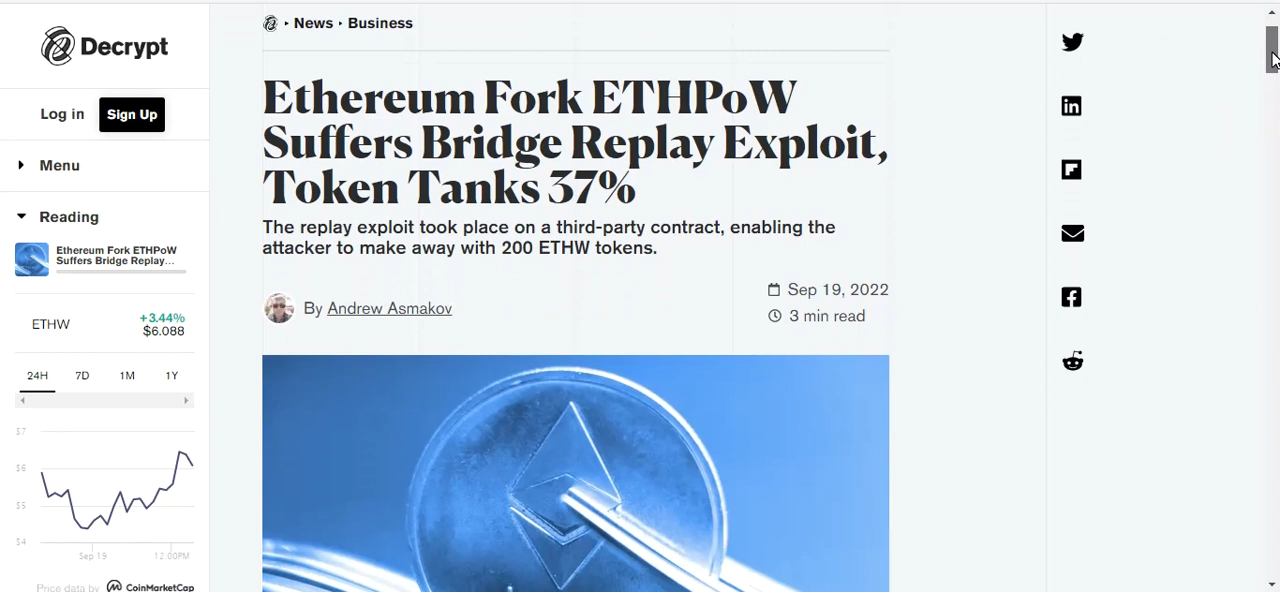 Decrypt
Log in
Sign Up
Menu
Reading
Ethereum Fork ETHPoW
Suffers Bridge Replay...
ETHW
+3.44%
$6.088
24H 7D 1M 1Y
$7
$6
$5
$4
Sep 19 12:00PM
Price data by CoinMarketCap
News Business
Ethereum Fork ETHPoW
Suffers Bridge Replay Exploit,
Token Tanks 37%
The replay exploit took place on a third-party contract, enabling the
attacker to make away with 200 ETHW tokens.
By Andrew Asmakov
Sep 19, 2022
3 min read